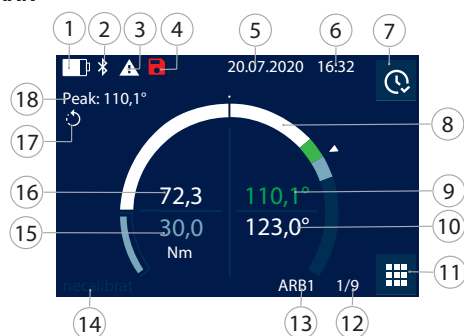 1 2 3 4 5 6 7
20.07.2020 16:32
18 Peak: 110,1°
17 8
16 72,3 110,1° 9
15 30,0 123,0° 10
Nm
11
necalibrat ARB1 1/9
14 13 12